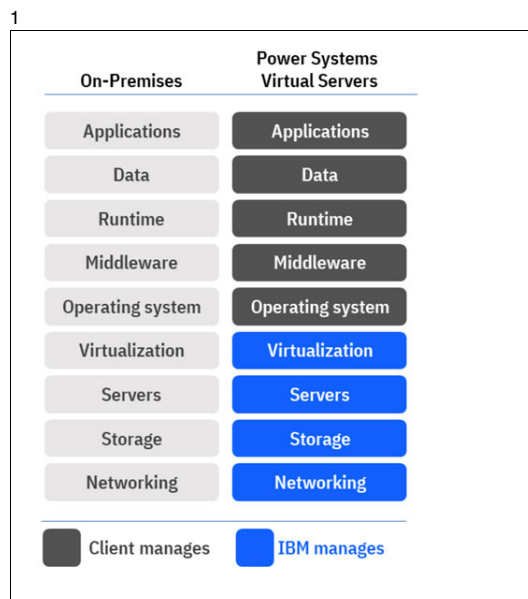 1
On-Premises
Power Systems
Virtual Servers
Applications
Applications
Data
Data
Runtime
Runtime
Middleware
Middleware
Operating system
Operating system
Virtualization
Virtualization
Servers
Servers
Storage
Storage
Networking
Networking
Client manages
IBM manages